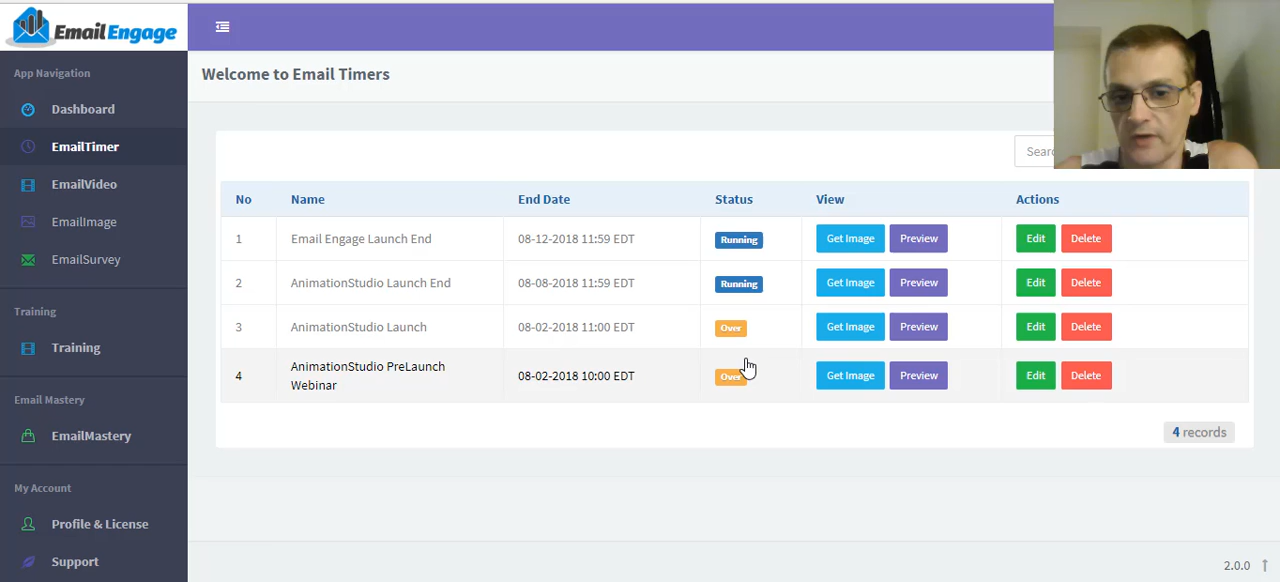 EmailEngage
App Navigation
Dashboard
EmailTimer
EmailVideo
EmailImage
EmailSurvey
Training
Training
Email Mastery
EmailMastery
My Account
Profile & License
Support
Welcome to Email Timers
No Name End Date Status View Actions
1 Email Engage Launch End 08-12-2018 11:59 EDT Running Get Image Preview Edit Delete
2 AnimationStudio Launch End 08-08-2018 11:59 EDT Running Get Image Preview Edit Delete
3 AnimationStudio Launch 08-02-2018 11:00 EDT Over Get Image Preview Edit Delete
4 AnimationStudio PreLaunch
Webinar 08-02-2018 10:00 EDT Over Get Image Preview Edit Delete
4 records
2.0.0